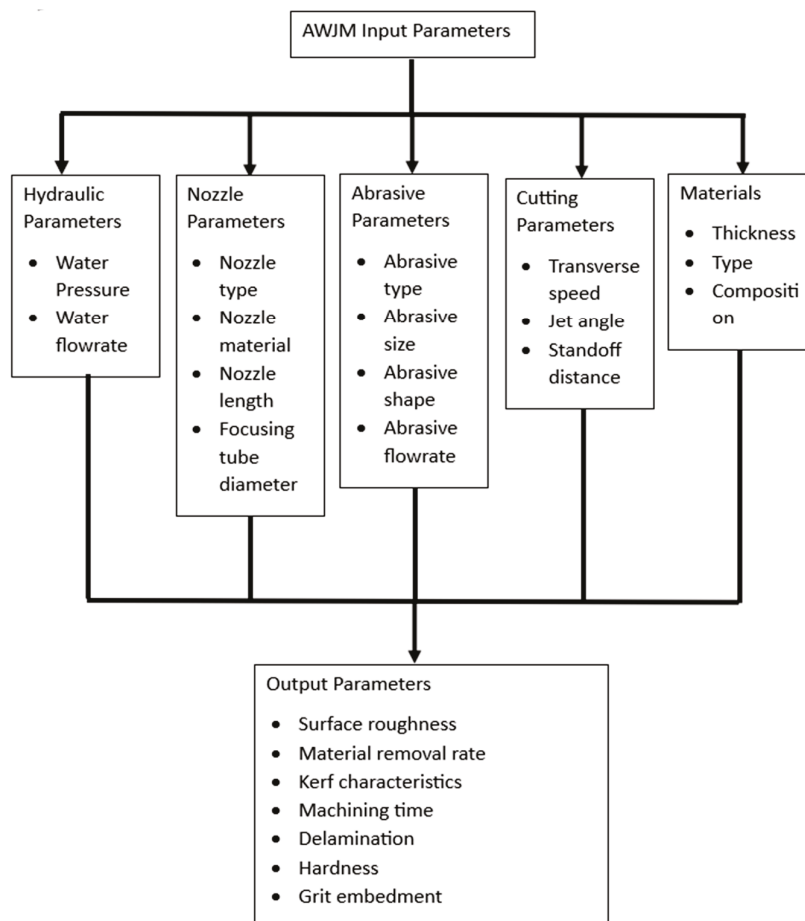 AWJM Input Parameters
Hydraulic
Parameters
• Water
Pressure
• Water
flowrate
Nozzle
Parameters
• Nozzle
type
• Nozzle
material
• Nozzle
length
• Focusing
tube
diameter
Abrasive
Parameters
• Abrasive
type
• Abrasive
size
• Abrasive
shape
• Abrasive
flowrate
Cutting
Parameters
• Transverse
speed
• Jet angle
• Standoff
distance
Materials
• Thickness
• Type
• Compositi
on
Output Parameters
• Surface roughness
• Material removal rate
• Kerf characteristics
• Machining time
• Delamination
• Hardness
• Grit embedment